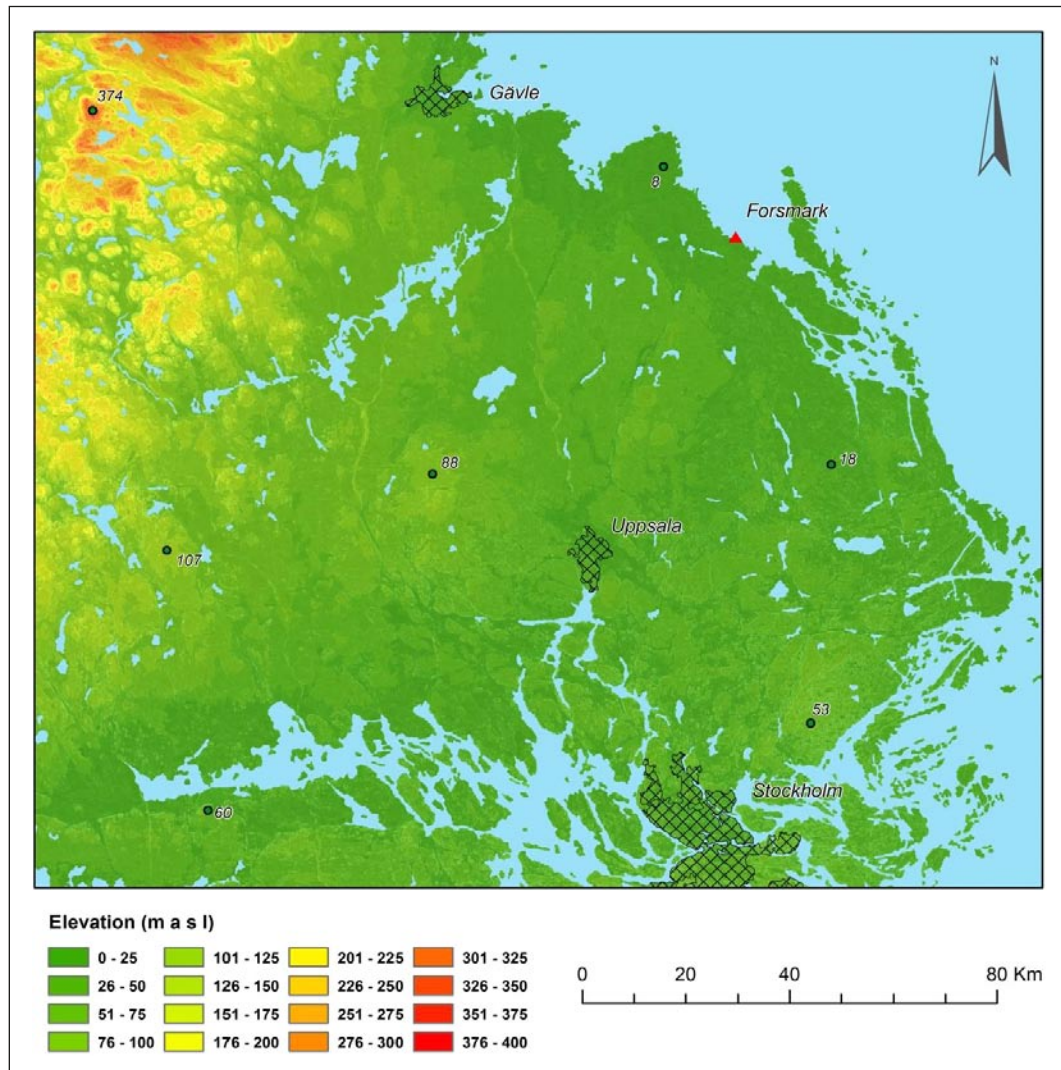 N
Gävle
374
8
Forsmark
88
18
Uppsala
107
53
Stockholm
60
Elevation (m a s l)
0 - 25
26 - 50
51 - 75
76 - 100
101 - 125
126 - 150
151 - 175
176 - 200
201 - 225
226 - 250
251 - 275
276 - 300
301 - 325
326 - 350
351 - 375
376 - 400
0 20 40 80 Km